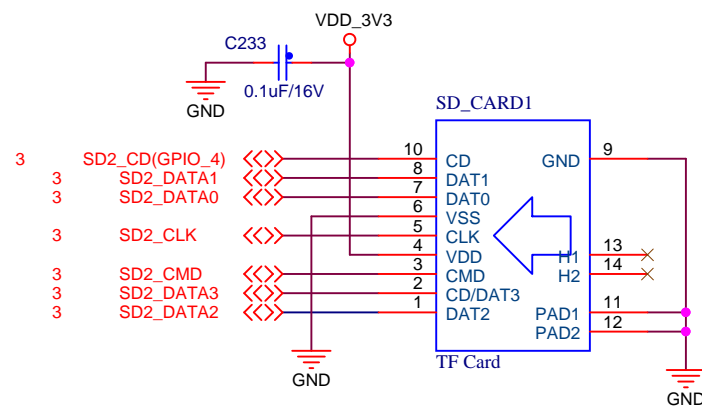 VDD_3V3
C233
0.1uF/16V
GND
SD_CARD1
3 SD2_CD(GPIO_4) 10 CD GND 9
3 SD2_DATA1 8 DAT1
3 SD2_DATA0 7 DAT0
6 VSS
3 SD2_CLK 5 CLK
4 VDD H1 13
3 SD2_CMD 3 CMD H2 14
3 SD2_DATA3 2 CD/DAT3
3 SD2_DATA2 1 DAT2 PAD1 11
PAD2 12
TF Card
GND
GND